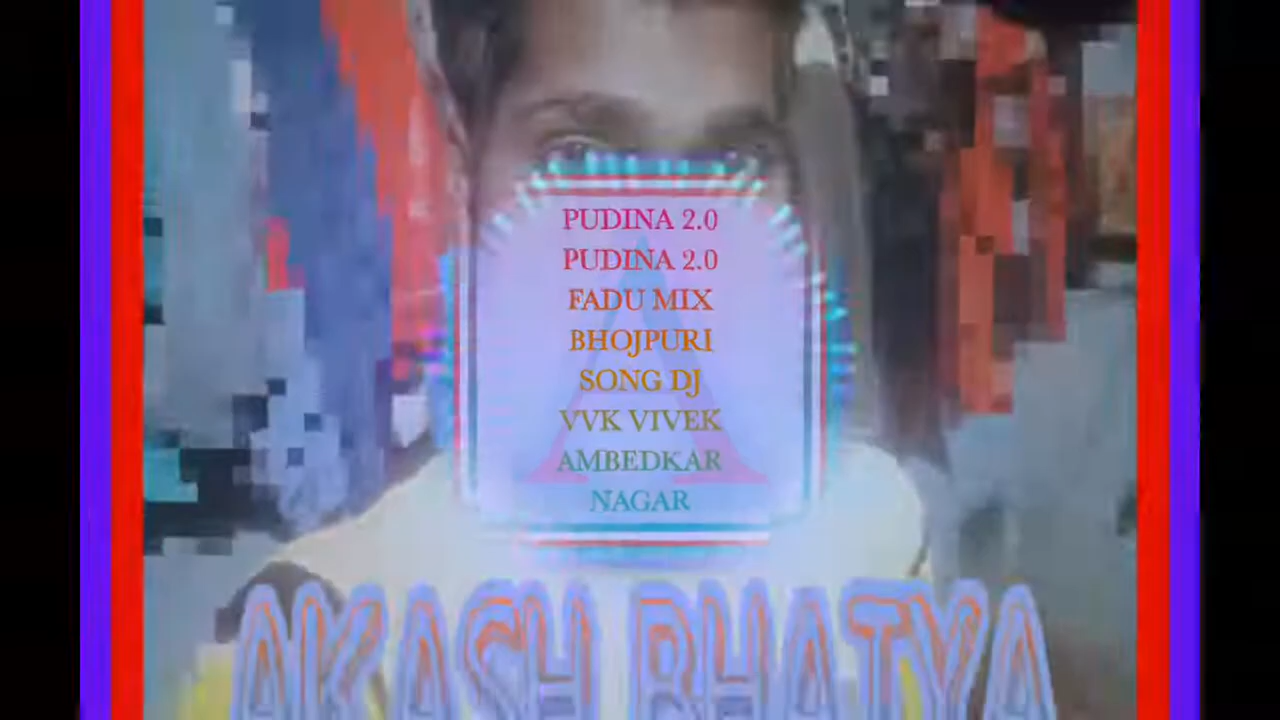 PUDINA 2.0
PUDINA 2.0
FADU MIX
BHOJPURI
SONG DJ
VVK VIVEK
AMBEDKAR
NAGAR
AKASH BHATYA